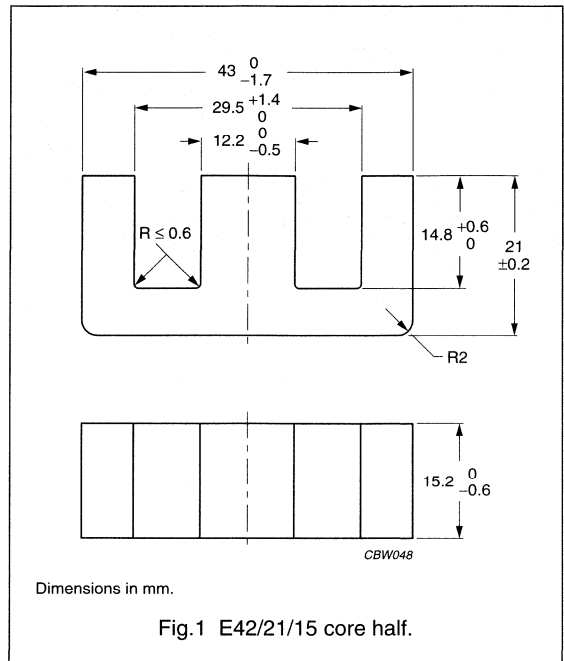 43 0
−1.7
29.5 +1.4
0
12.2 0
−0.5
R ≤ 0.6
14.8 +0.6
0
21
±0.2
R2
15.2 0
−0.6
CBW048
Dimensions in mm.
Fig.1 E42/21/15 core half.